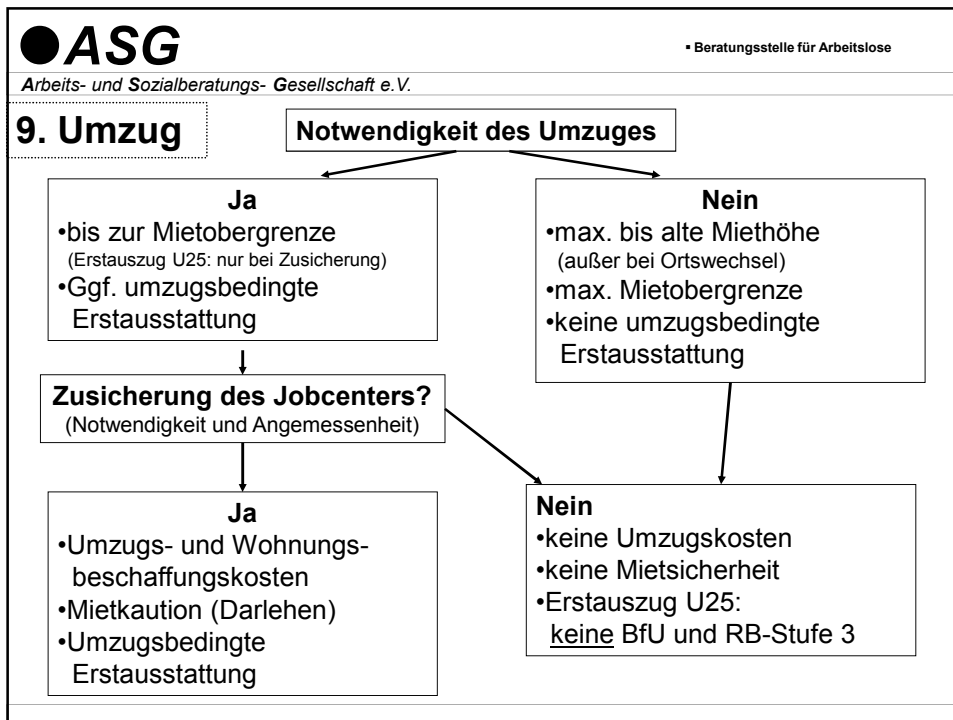 ASG
▪ Beratungsstelle für Arbeitslose
Arbeits- und Sozialberatungs- Gesellschaft e.V.
9. Umzug
Notwendigkeit des Umzuges
Ja
•bis zur Mietobergrenze
(Erstauszug U25: nur bei Zusicherung)
•Ggf. umzugsbedingte
Erstausstattung
Nein
•max. bis alte Miethöhe
(außer bei Ortswechsel)
•max. Mietobergrenze
•keine umzugsbedingte
Erstausstattung
Zusicherung des Jobcenters?
(Notwendigkeit und Angemessenheit)
Ja
•Umzugs- und Wohnungs-
beschaffungskosten
•Mietkaution (Darlehen)
•Umzugsbedingte
Erstausstattung
Nein
•keine Umzugskosten
•keine Mietsicherheit
•Erstauszug U25:
keine BfU und RB-Stufe 3